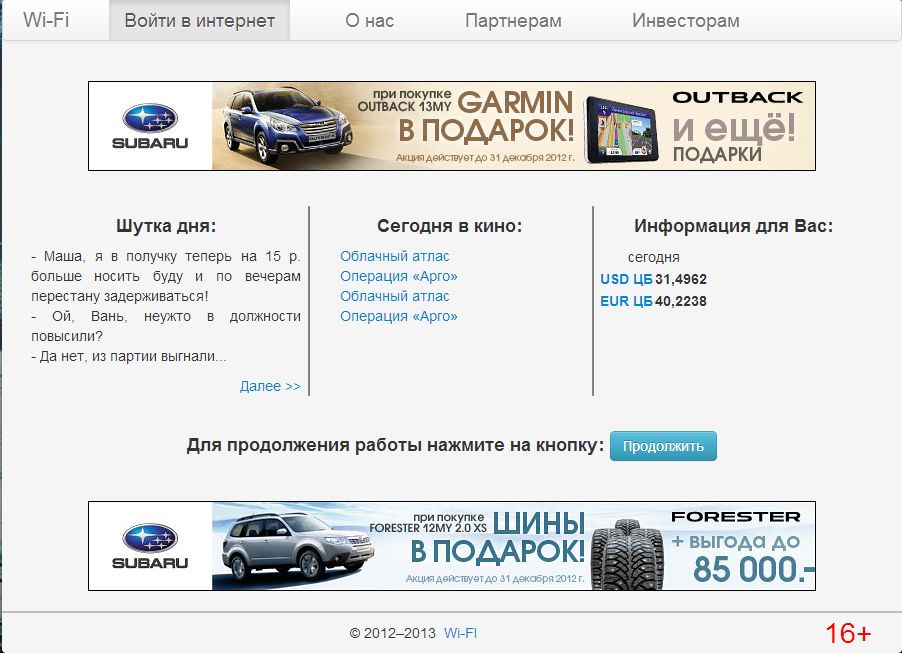 Wi-Fi
Войти в интернет
О нас
Партнерам
Инвесторам
SUBARU
при покупке
OUTBACK 13MY
GARMIN
В ПОДАРОК!
Акция действует до 31 декабря 2012 г.
OUTBACK
и ещё!
ПОДАРКИ
Шутка дня:
- Маша, я в получку теперь на 15 р.
больше носить буду и по вечерам
перестану задерживаться!
- Ой, Вань, неужто в должности
повысили?
- Да нет, из партии выгнали...
Далее >>
Сегодня в кино:
Облачный атлас
Операция «Арго»
Облачный атлас
Операция «Арго»
Информация для Вас:
сегодня
USD ЦБ 31,4962
EUR ЦБ 40,2238
Для продолжения работы нажмите на кнопку: Продолжить
SUBARU
при покупке
FORESTER 12MY 2.0 XS
ШИНЫ
В ПОДАРОК!
Акция действует до 31 декабря 2012 г.
FORESTER
+ выгода до
85 000.-
© 2012–2013 Wi-FI
16+